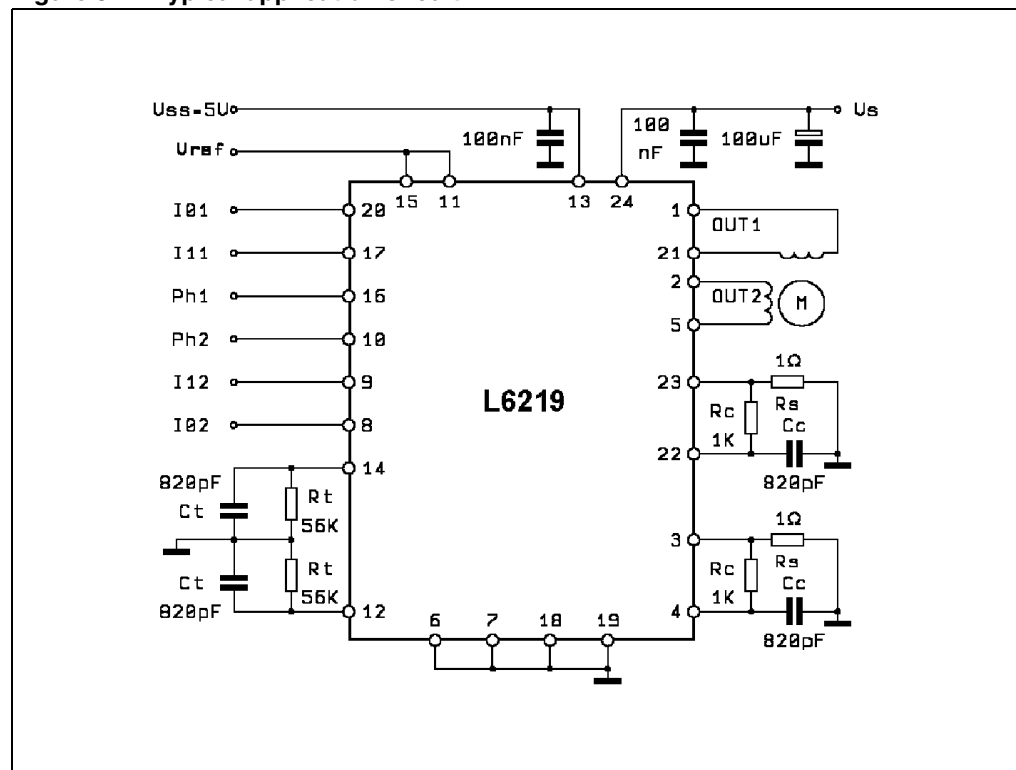 Uss=5V
Uref
100nF
100
nF
100uF
Us
15
11
13
24
I01
20
I11
17
Ph1
16
Ph2
10
I12
9
I02
8
14
12
1
OUT1
21
2
OUT2
M
5
L6219
23
1Ω
Rs
Rc
1K
Cc
22
820pF
3
1Ω
Rs
Rc
1K
Cc
4
820pF
820pF
Ct
Rt
56K
Ct
Rt
56K
820pF
6
7
18
19